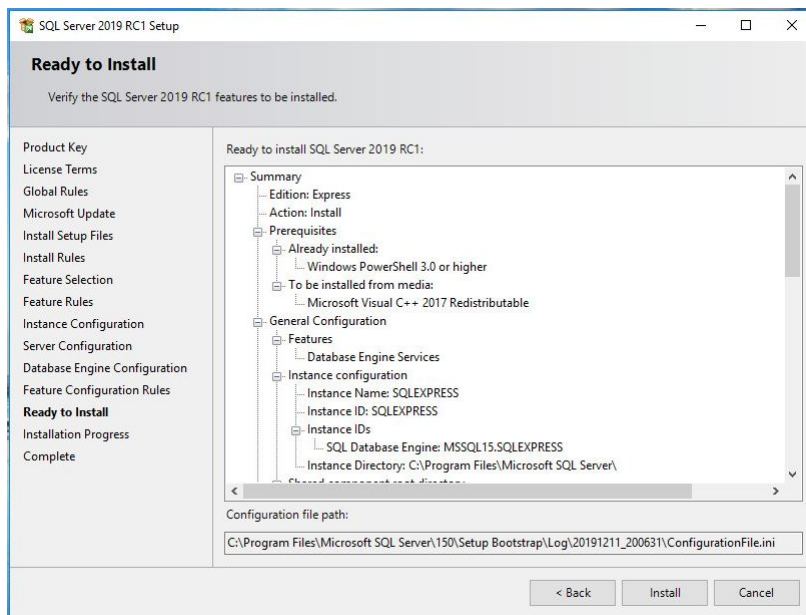 SQL Server 2019 RC1 Setup
Ready to Install
Verify the SQL Server 2019 RC1 features to be installed.
Product Key
License Terms
Global Rules
Microsoft Update
Install Setup Files
Install Rules
Feature Selection
Feature Rules
Instance Configuration
Server Configuration
Database Engine Configuration
Feature Configuration Rules
Ready to Install
Installation Progress
Complete
Ready to install SQL Server 2019 RC1:
Summary
Edition: Express
Action: Install
Prerequisites
Already installed:
Windows PowerShell 3.0 or higher
To be installed from media:
Microsoft Visual C++ 2017 Redistributable
General Configuration
Features
Database Engine Services
Instance configuration
Instance Name: SQLEXPRESS
Instance ID: SQLEXPRESS
Instance IDs
SQL Database Engine: MSSQL15.SQLEXPRESS
Instance Directory: C:\Program Files\Microsoft SQL Server\
Shared component root directory
Configuration file path:
C:\Program Files\Microsoft SQL Server\150\Setup Bootstrap\Log\20191211_200631\ConfigurationFile.ini
< Back
Install
Cancel